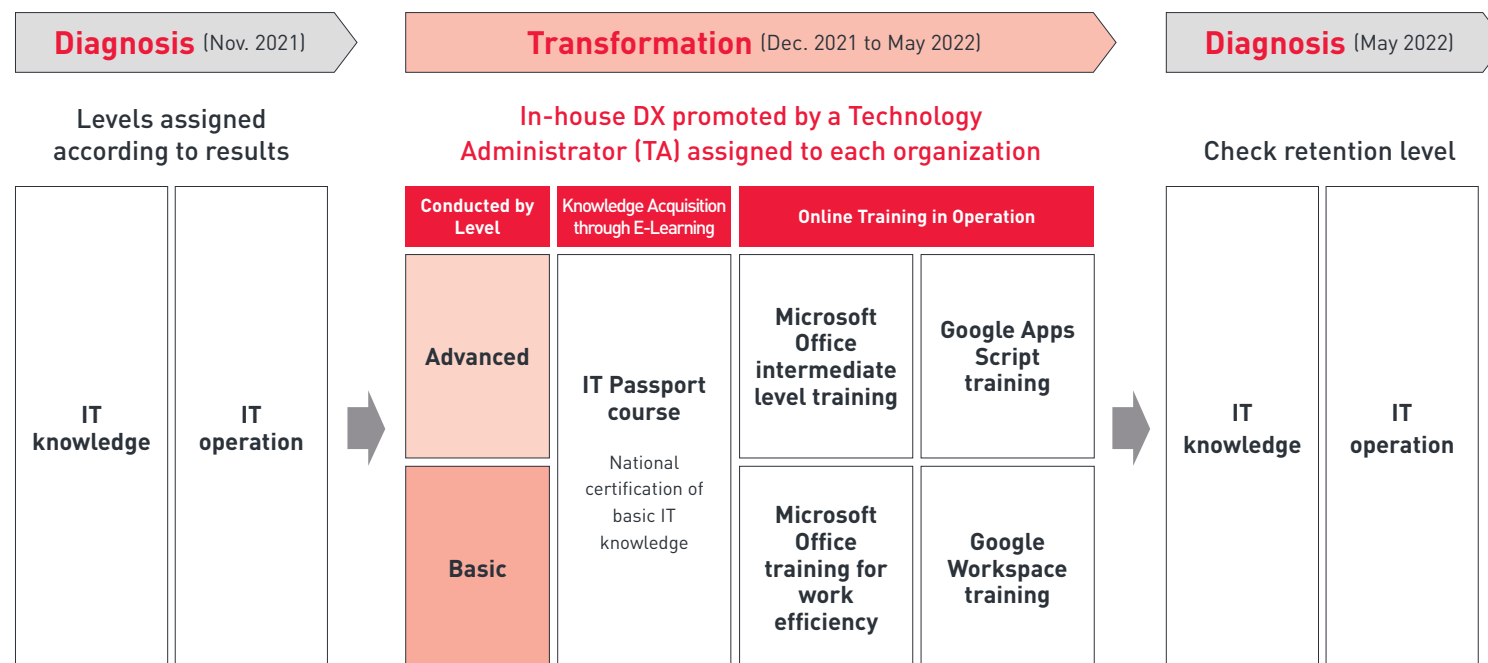 Diagnosis (Nov. 2021)
Transformation (Dec. 2021 to May 2022)
Diagnosis (May 2022)
Levels assigned
according to results
In-house DX promoted by a Technology
Administrator (TA) assigned to each organization
Check retention level
IT
knowledge
IT
operation
Conducted by
Level
Knowledge Acquisition
through E-Learning
Online Training in Operation
Advanced
Basic
IT Passport
course
National
certification of
basic IT
knowledge
Microsoft
Office
intermediate
level training
Google Apps
Script
training
Microsoft
Office
training for
work
efficiency
Google
Workspace
training
IT
knowledge
IT
operation